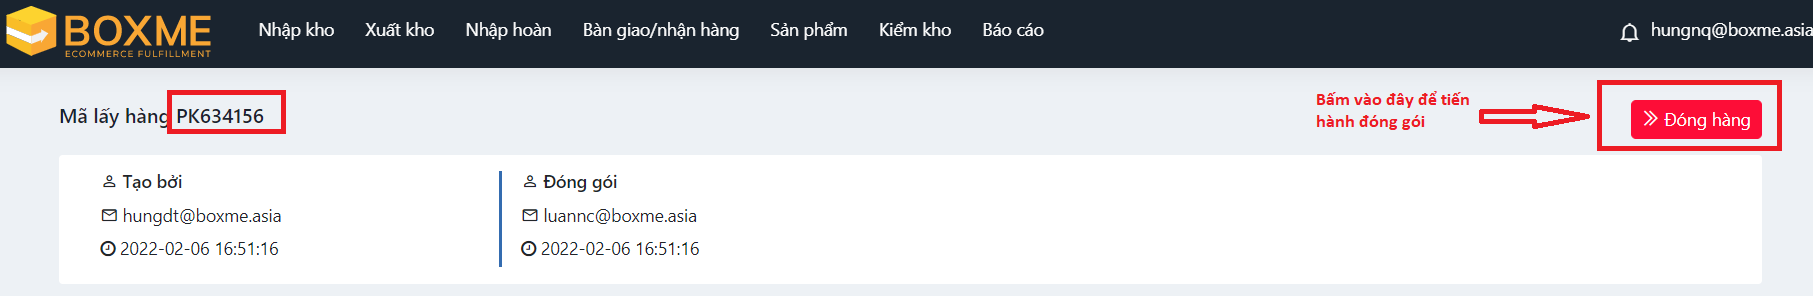 BOXME
ECOMMERCE FULFILLMENT
Nhập kho Xuất kho Nhập hoàn Bàn giao/nhận hàng Sản phẩm Kiểm kho Báo cáo hungnq@boxme.asia
Mã lấy hàng PK634156
Bấm vào đây để tiến
hành đóng gói
Đóng hàng
Tạo bởi
hungdt@boxme.asia
2022-02-06 16:51:16
Đóng gói
luannc@boxme.asia
2022-02-06 16:51:16